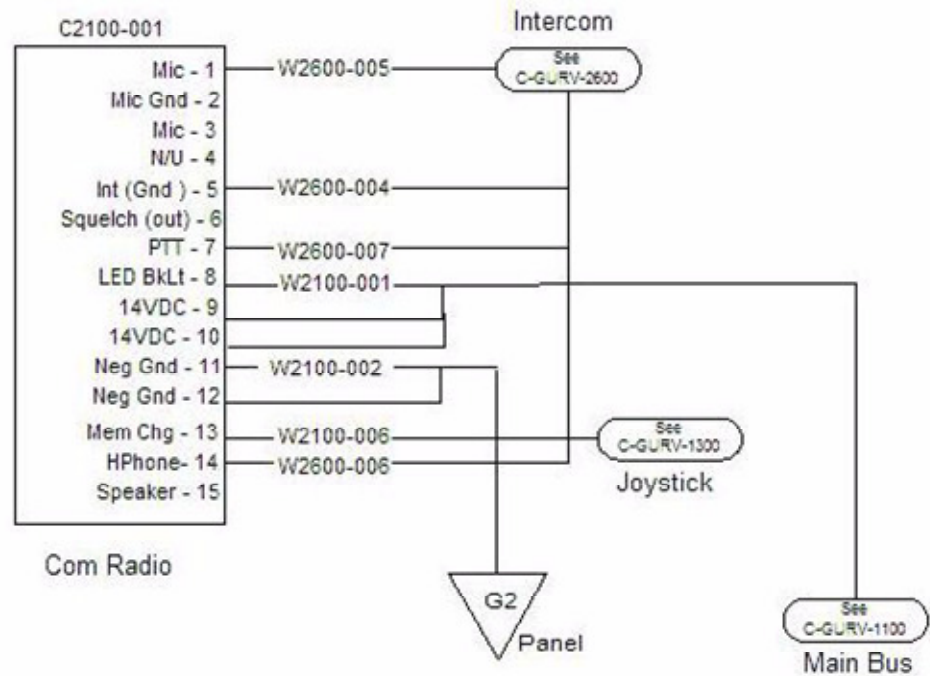 Intercom
C2100-001
See
C-GURV-2600
Mic - 1
W2600-005
Mic Gnd - 2
Mic - 3
N/U - 4
Int (Gnd ) - 5
W2600-004
Squelch (out) - 6
PTT - 7
W2600-007
LED BkLt - 8
W2100-001
14VDC - 9
14VDC - 10
Neg Gnd - 11
W2100-002
Neg Gnd - 12
Mem Chg - 13
W2100-006
See
C-GURV-1300
HPhone- 14
W2600-006
Joystick
Speaker - 15
Com Radio
G2
Panel
See
C-GURV-1100
Main Bus